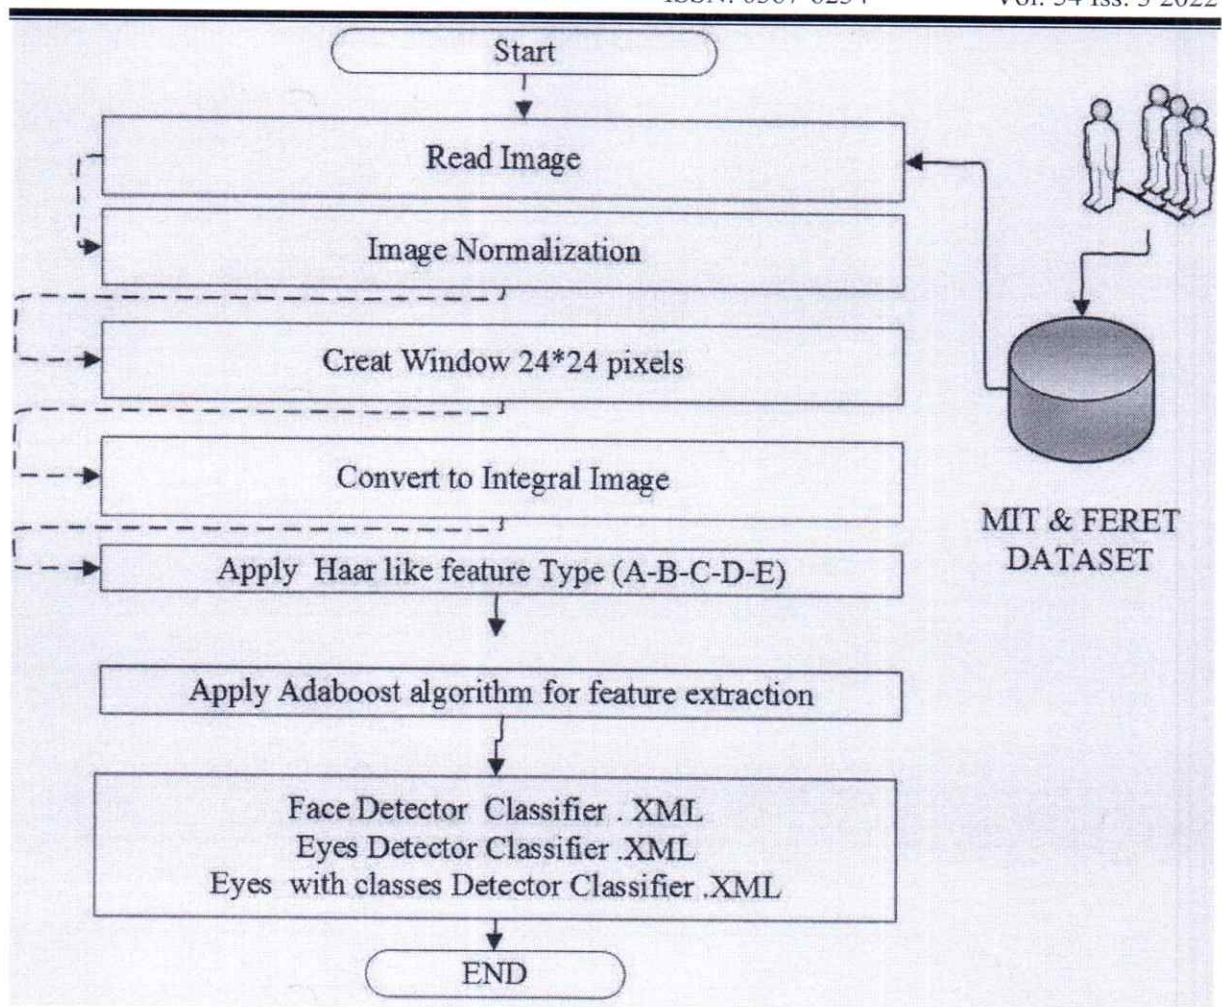 Start
Read Image
Image Normalization
Creat Window 24*24 pixels
Convert to Integral Image
MIT & FERET
DATASET
Apply Haar like feature Type (A-B-C-D-E)
Apply Adaboost algorithm for feature extraction
Face Detector Classifier . XML
Eyes Detector Classifier .XML
Eyes with classes Detector Classifier .XML
END